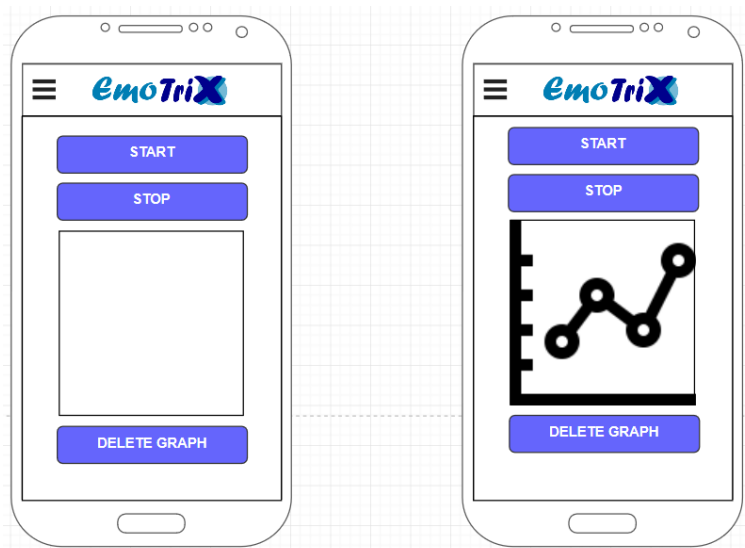 EmoTriX
START
STOP
DELETE GRAPH
EmoTriX
START
STOP
DELETE GRAPH